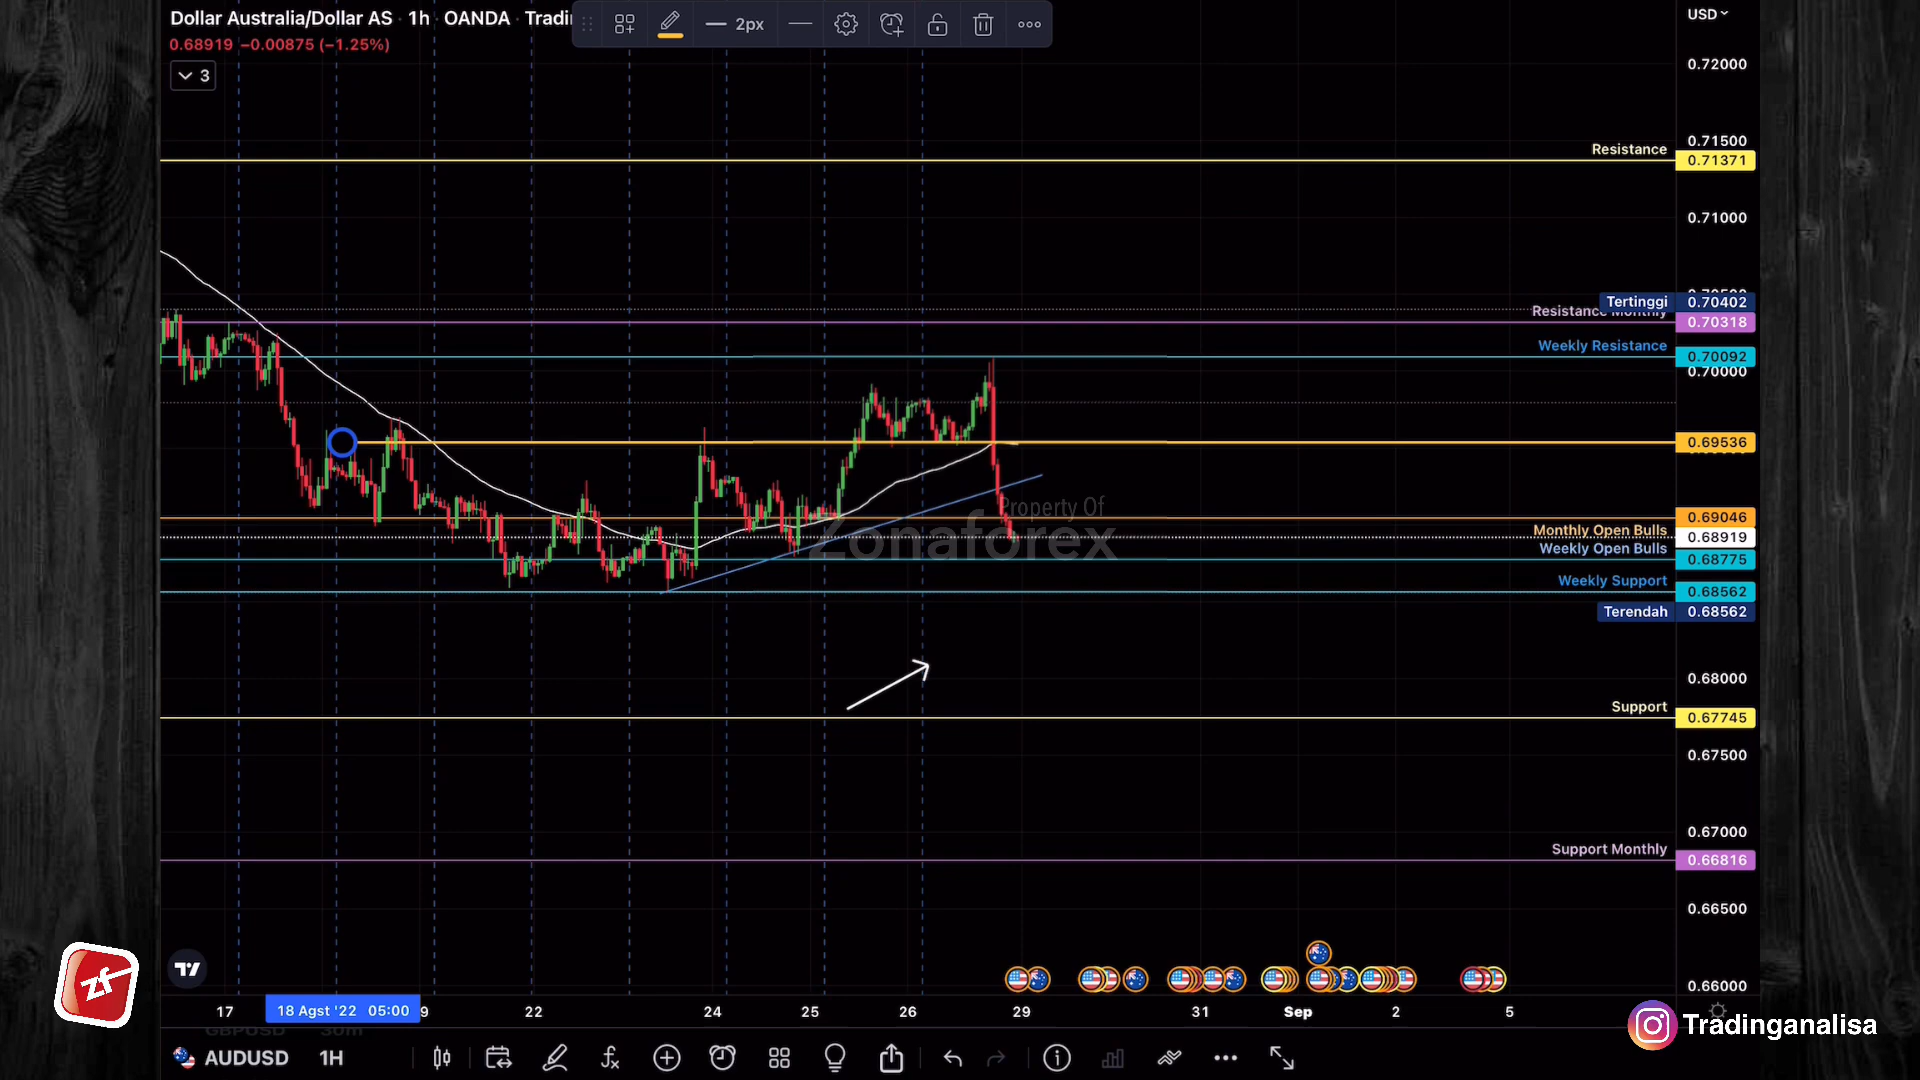 Dollar Australia/Dollar AS · 1h · OANDA · Tradi
0.68919 −0.00875 (−1.25%)
3
2px
USD
0.72000
0.71500
Resistance 0.71371
0.71000
Tertinggi 0.70402
Resistance Monthly 0.70318
Weekly Resistance 0.70092
0.70000
0.69536
Property Of
Zonaforex
0.69046
Monthly Open Bulls 0.68919
Weekly Open Bulls 0.68775
Weekly Support 0.68562
Terendah 0.68562
0.68000
Support 0.67745
0.67500
0.67000
Support Monthly 0.66816
0.66500
0.66000
17 18 Agst '22 05:00 9 22 24 25 26 29 31 Sep 2 5
GBPUSD 30m
AUDUSD 1H
zf
Tradinganalisa